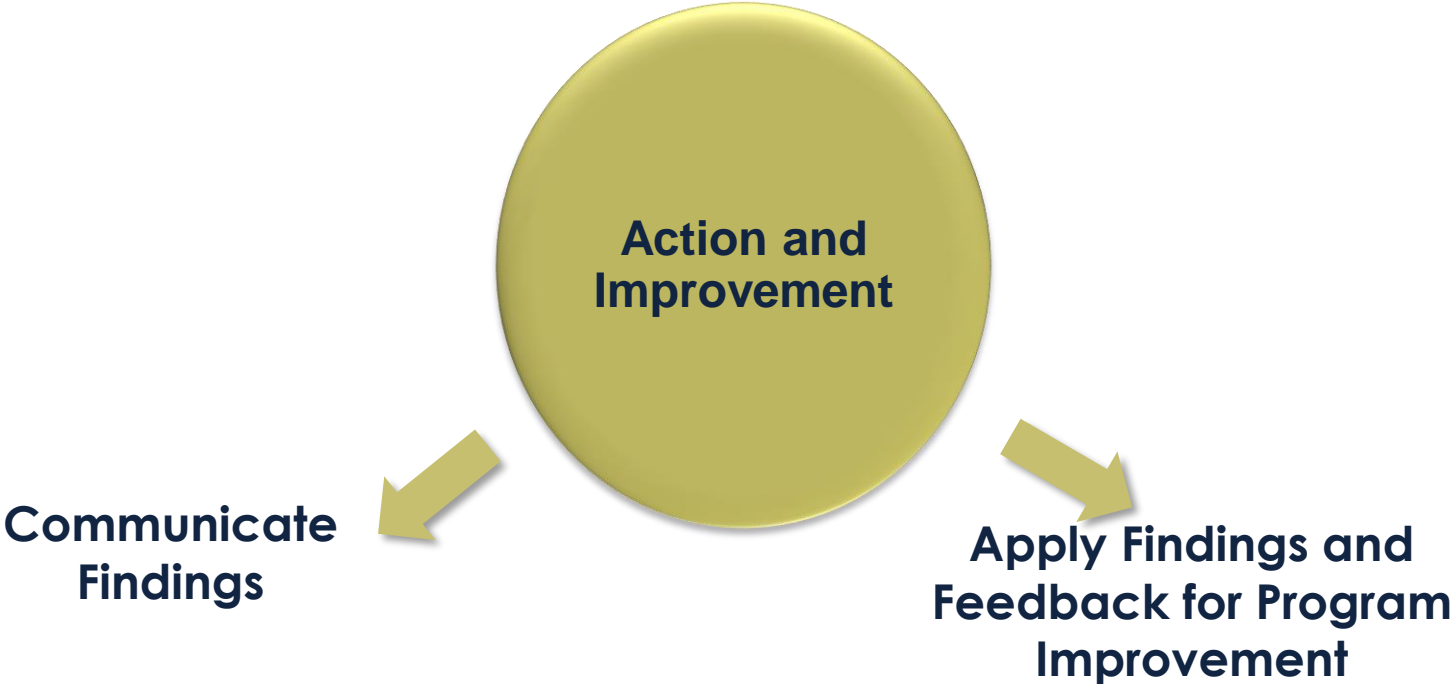 Action and
Improvement
Communicate
Findings
Apply Findings and
Feedback for Program
Improvement